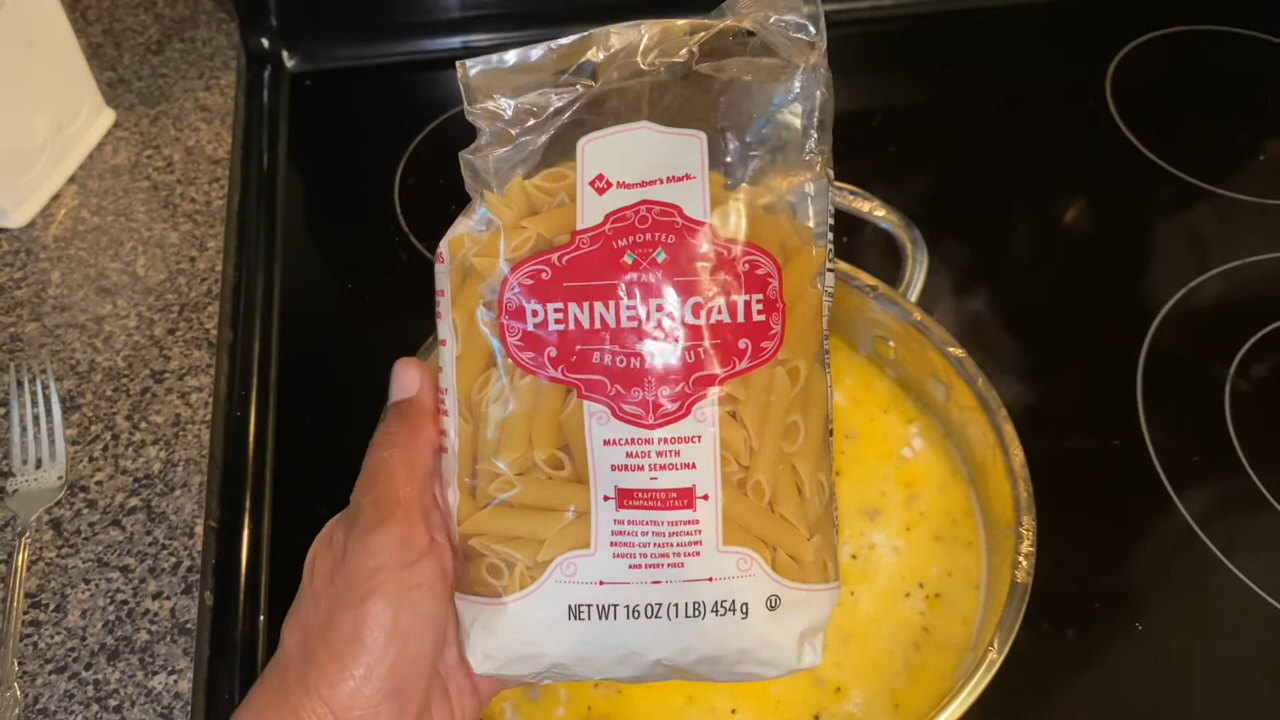 Member's Mark™
IMPORTED
FROM
ITALY
PENNE RIGATE
BRONZE CUT
MACARONI PRODUCT
MADE WITH
DURUM SEMOLINA
CRAFTED IN
CAMPANIA, ITALY
THE DELICATELY TEXTURED
SURFACE OF THIS SPECIALTY
BRONZE-CUT PASTA ALLOWS
SAUCES TO CLING TO EACH
AND EVERY PIECE
NET WT 16 OZ (1 LB) 454 g
U